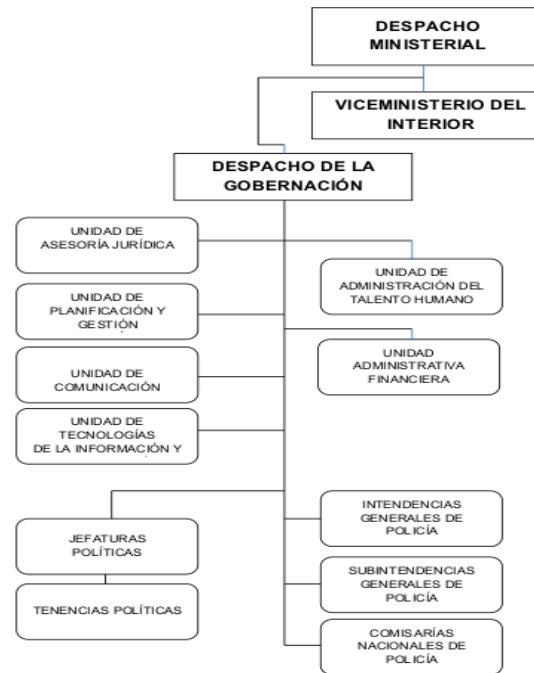 DESPACHO
MINISTERIAL
VICEMINISTERIO DEL
INTERIOR
DESPACHO DE LA
GOBERNACIÓN
UNIDAD DE
ASESORÍA JURÍDICA
UNIDAD DE
ADMINISTRACIÓN DEL
TALENTO HUMANO
UNIDAD DE
PLANIFICACIÓN Y
GESTIÓN
UNIDAD
ADMINISTRATIVA
FINANCIERA
UNIDAD DE
COMUNICACIÓN
UNIDAD DE
TECNOLOGÍAS
DE LA INFORMACIÓN Y
JEFATURAS
POLÍTICAS
TENENCIAS POLÍTICAS
INTENDENCIAS
GENERALES DE
POLICÍA
SUBINTENDENCIAS
GENERALES DE
POLICÍA
COMISARÍAS
NACIONALES DE
POLICÍA